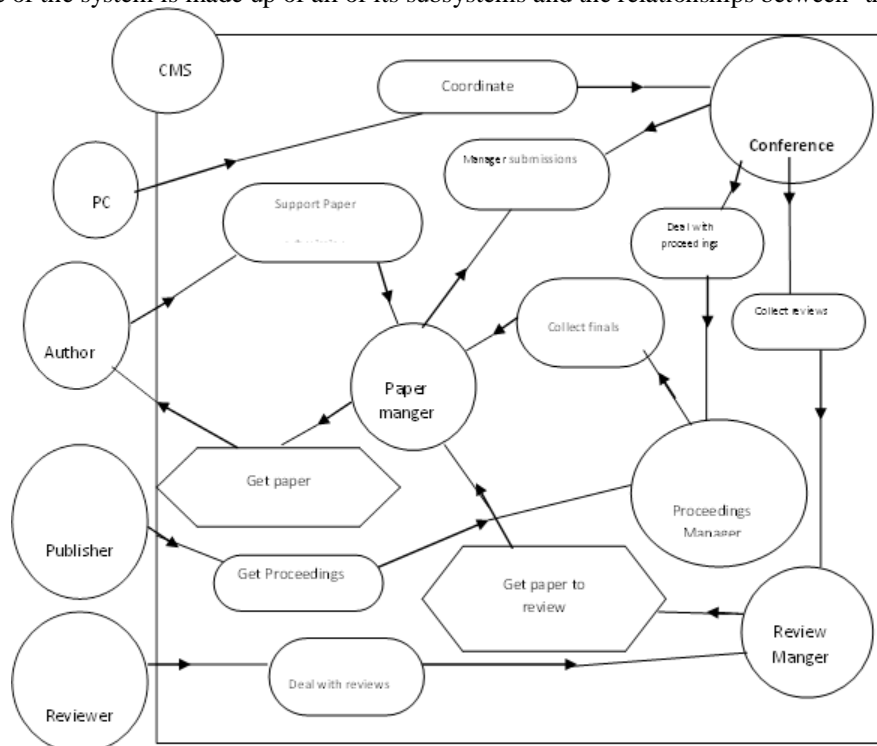 of the system is made up of all of its subsystems and the relationships between
CMS
Coordinate
Conference
Manager submissions
PC
Support Paper
Deal with
proceedings
Collect finals
Collect reviews
Author
Paper
manger
Get paper
Proceedings
Manager
Publisher
Get Proceedings
Get paper to
review
Review
Manger
Deal with reviews
Reviewer